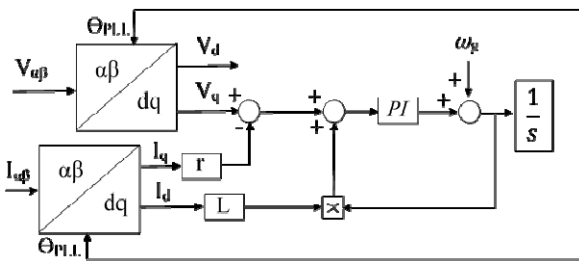 ΘPLL
Vαβ
αβ
dq
Vd
Vq
+
-
+
+
PI
ωg
+
+
1
s
Iαβ
αβ
dq
Iq
r
Id
L
×
ΘPLL